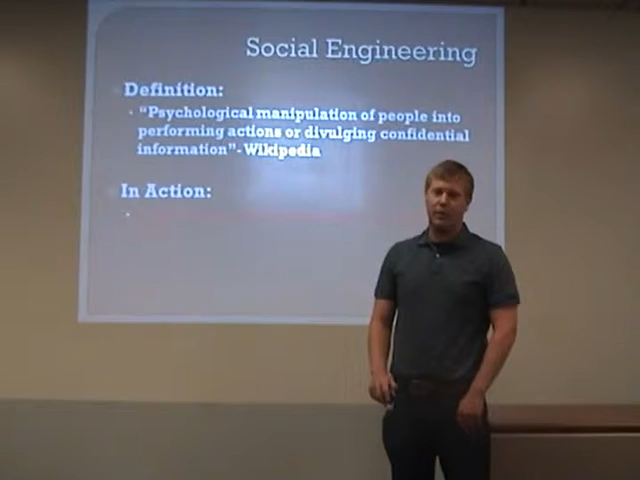 Social Engineering
Definition:
“Psychological manipulation of people into
performing actions or divulging confidential
information”- Wikipedia
In Action: